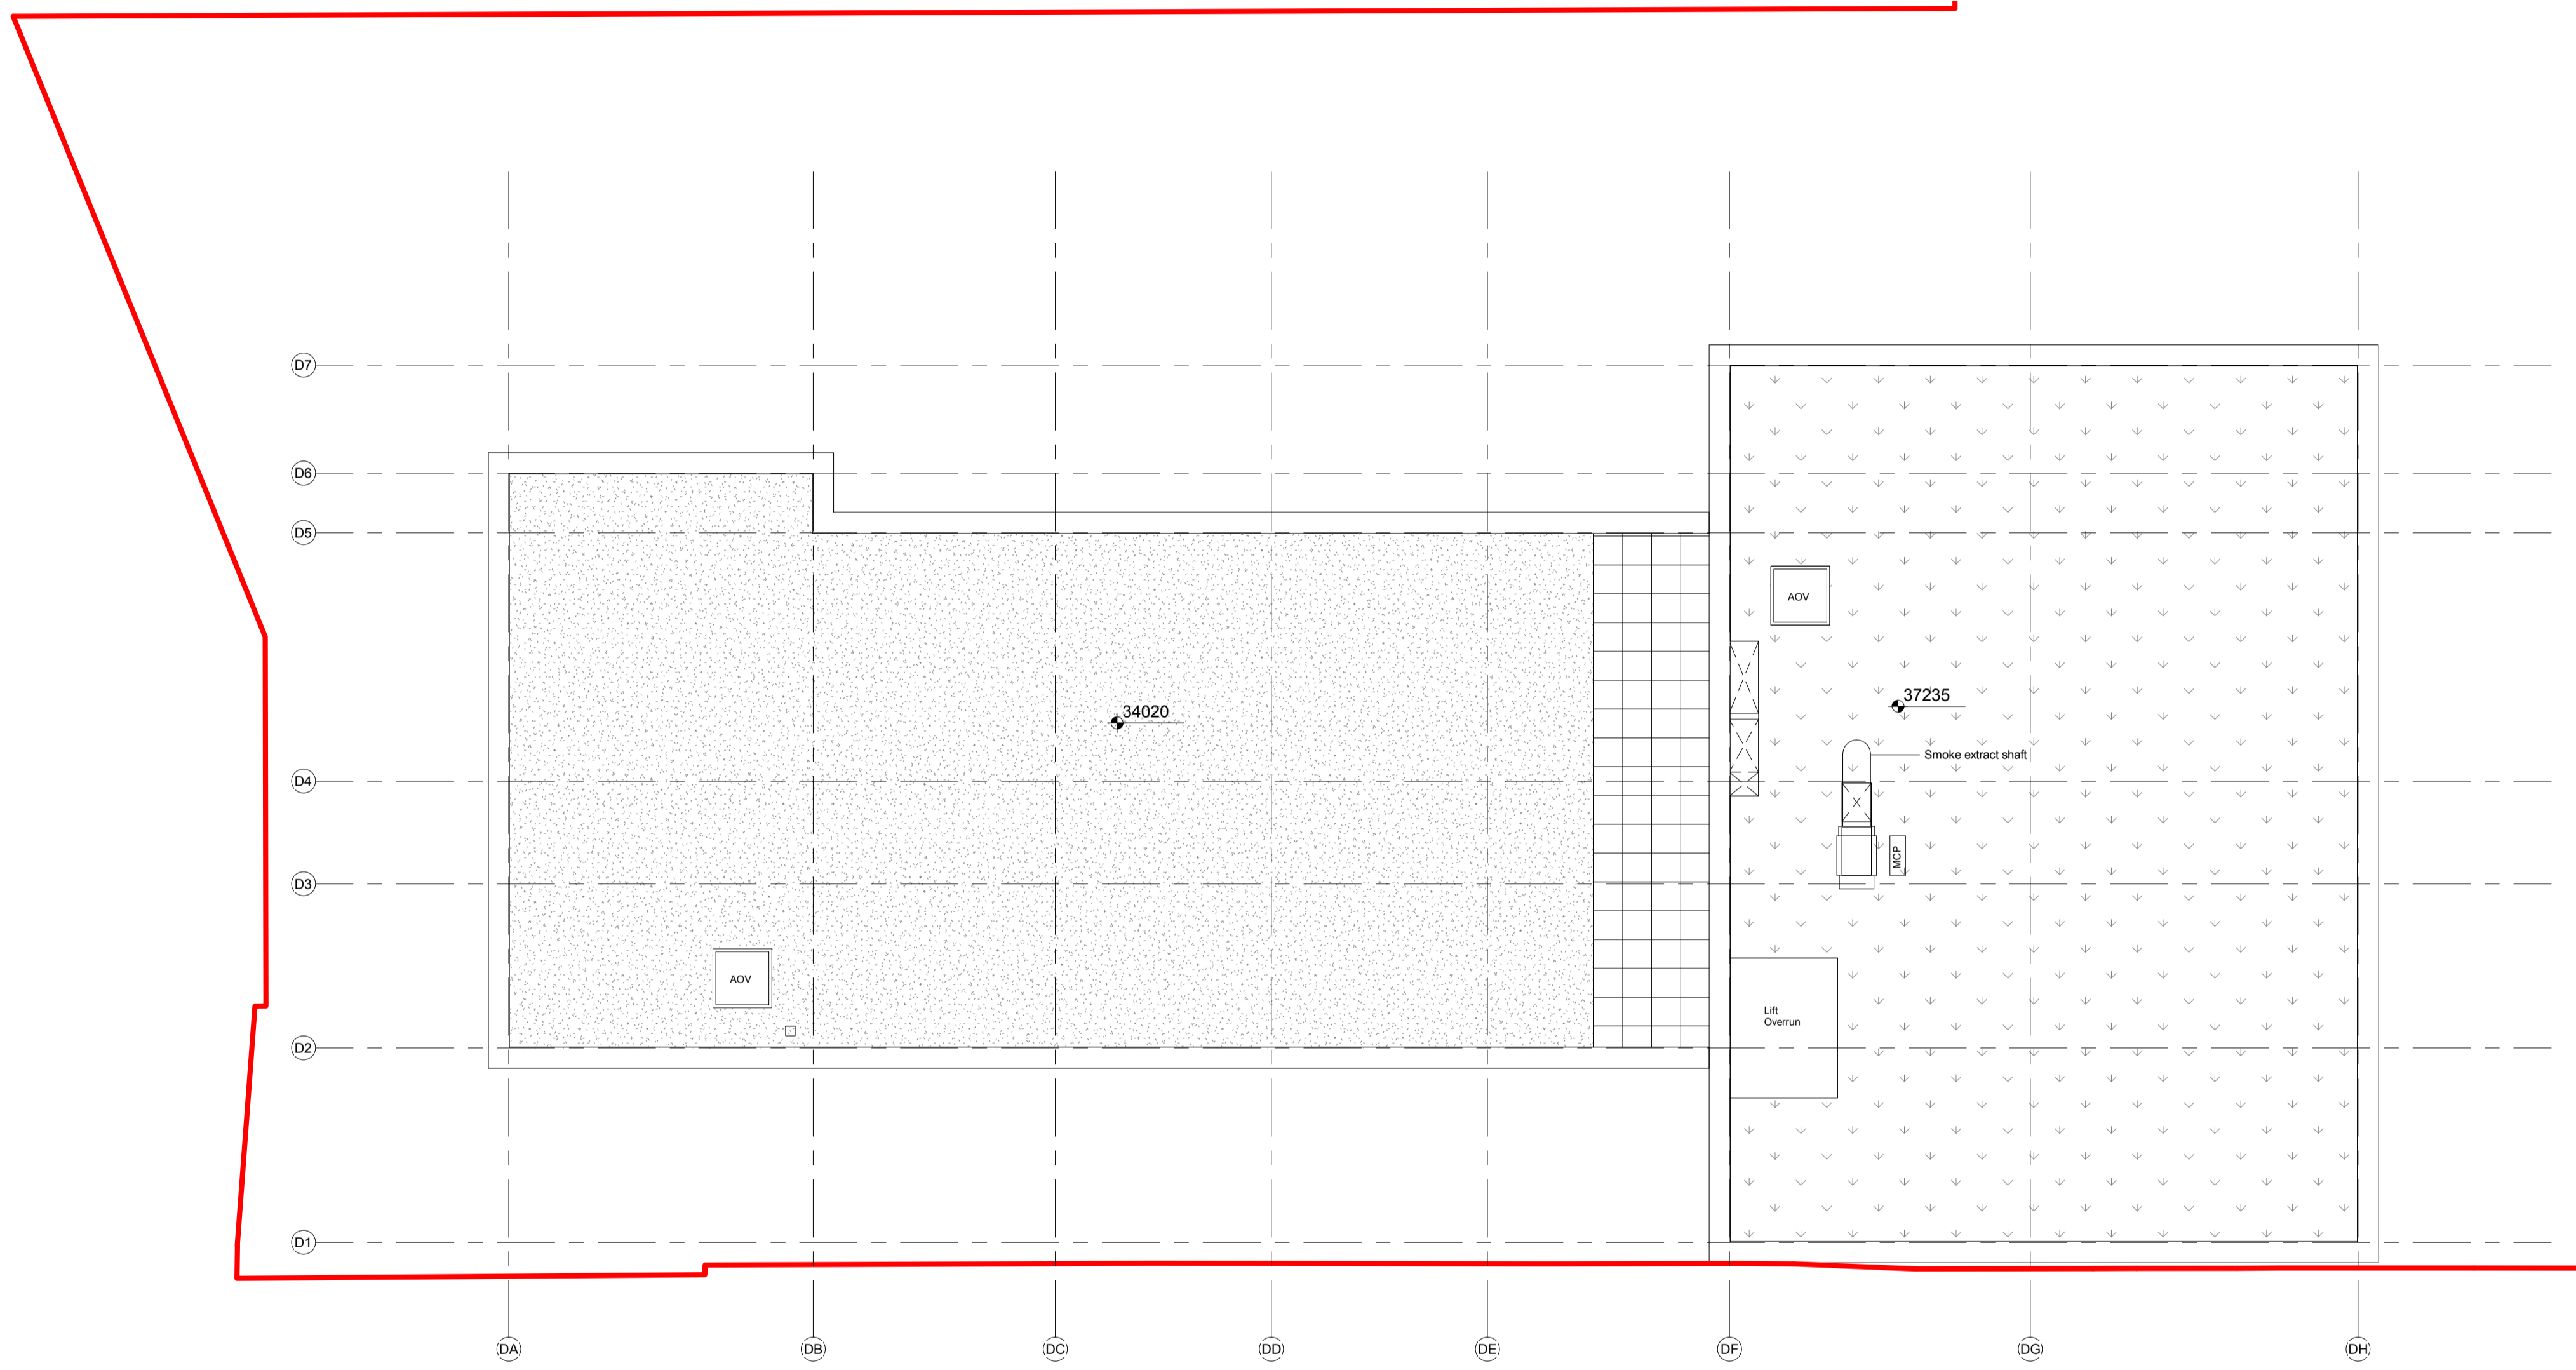 D7
D6
D5
AOV
37235
34020
Smoke extract shaft
D4
MCP
D3
AOV
Lift
Overrun
D2
D1
DA
DB
DC
DD
DE
DF
DG
DH